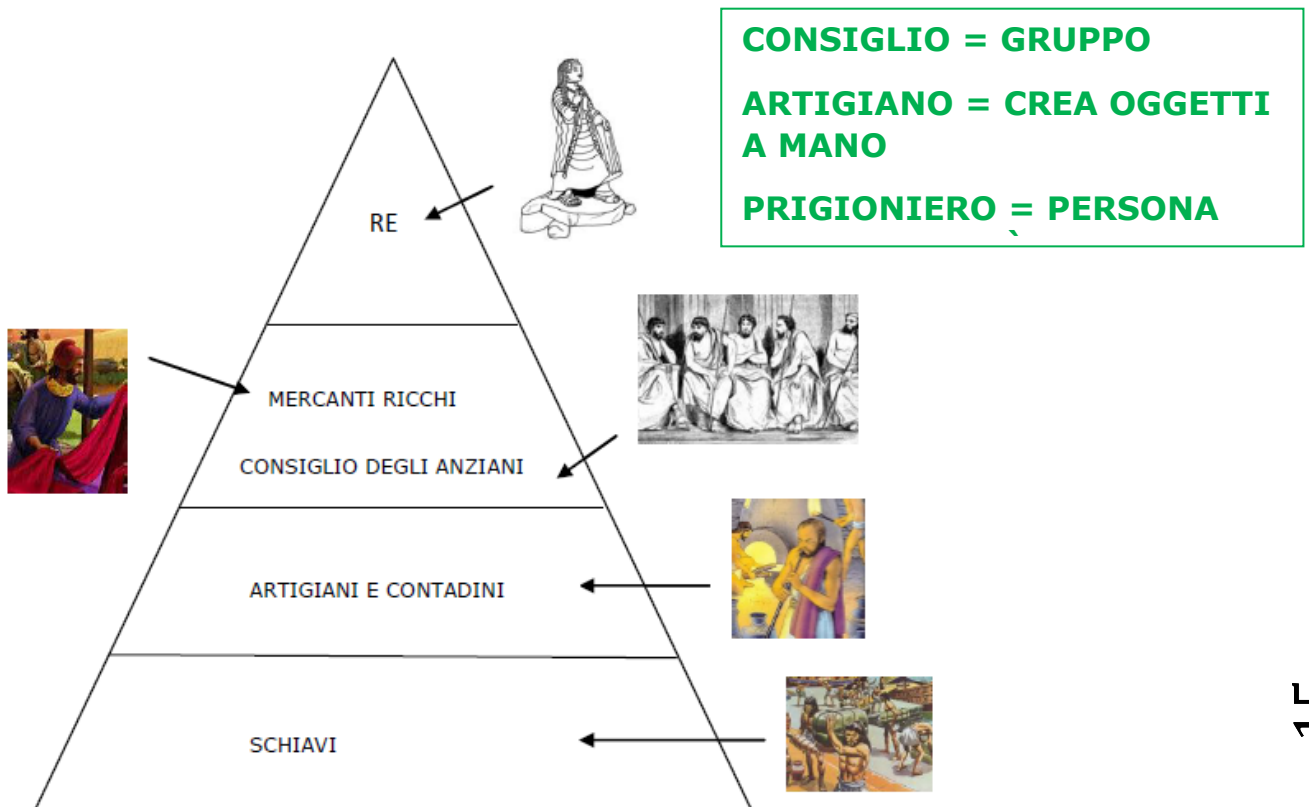 CONSIGLIO = GRUPPO
ARTIGIANO = CREA OGGETTI
A MANO
PRIGIONIERO = PERSONA
RE
MERCANTI RICCHI
CONSIGLIO DEGLI ANZIANI
ARTIGIANI E CONTADINI
SCHIAVI